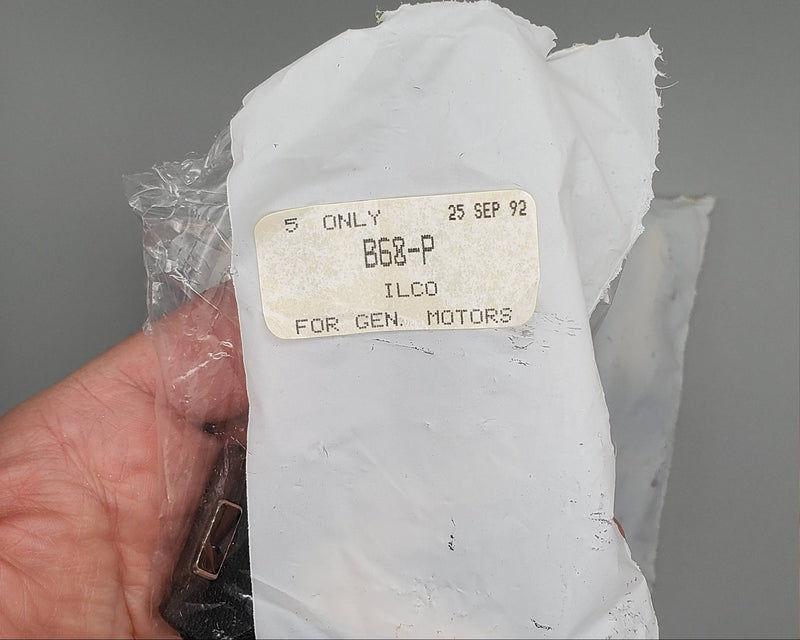 5 ONLY 25 SEP 92
B68-P
ILCO
FOR GEN. MOTORS